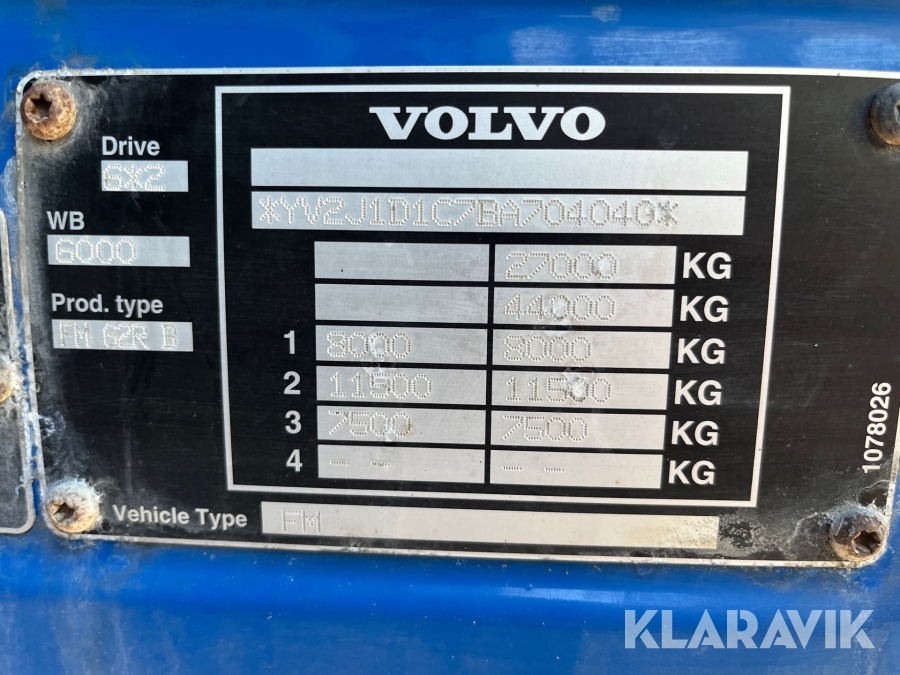 VOLVO
Drive
6X2
*YV2J1D1C7BA704040*
WB
6000
27000 KG
Prod. type
44000 KG
FM 62R B
1 8000 8000 KG
2 11500 11500 KG
3 7500 7500 KG
4 -- -- KG
1078026
Vehicle Type FM
KLARAVIK